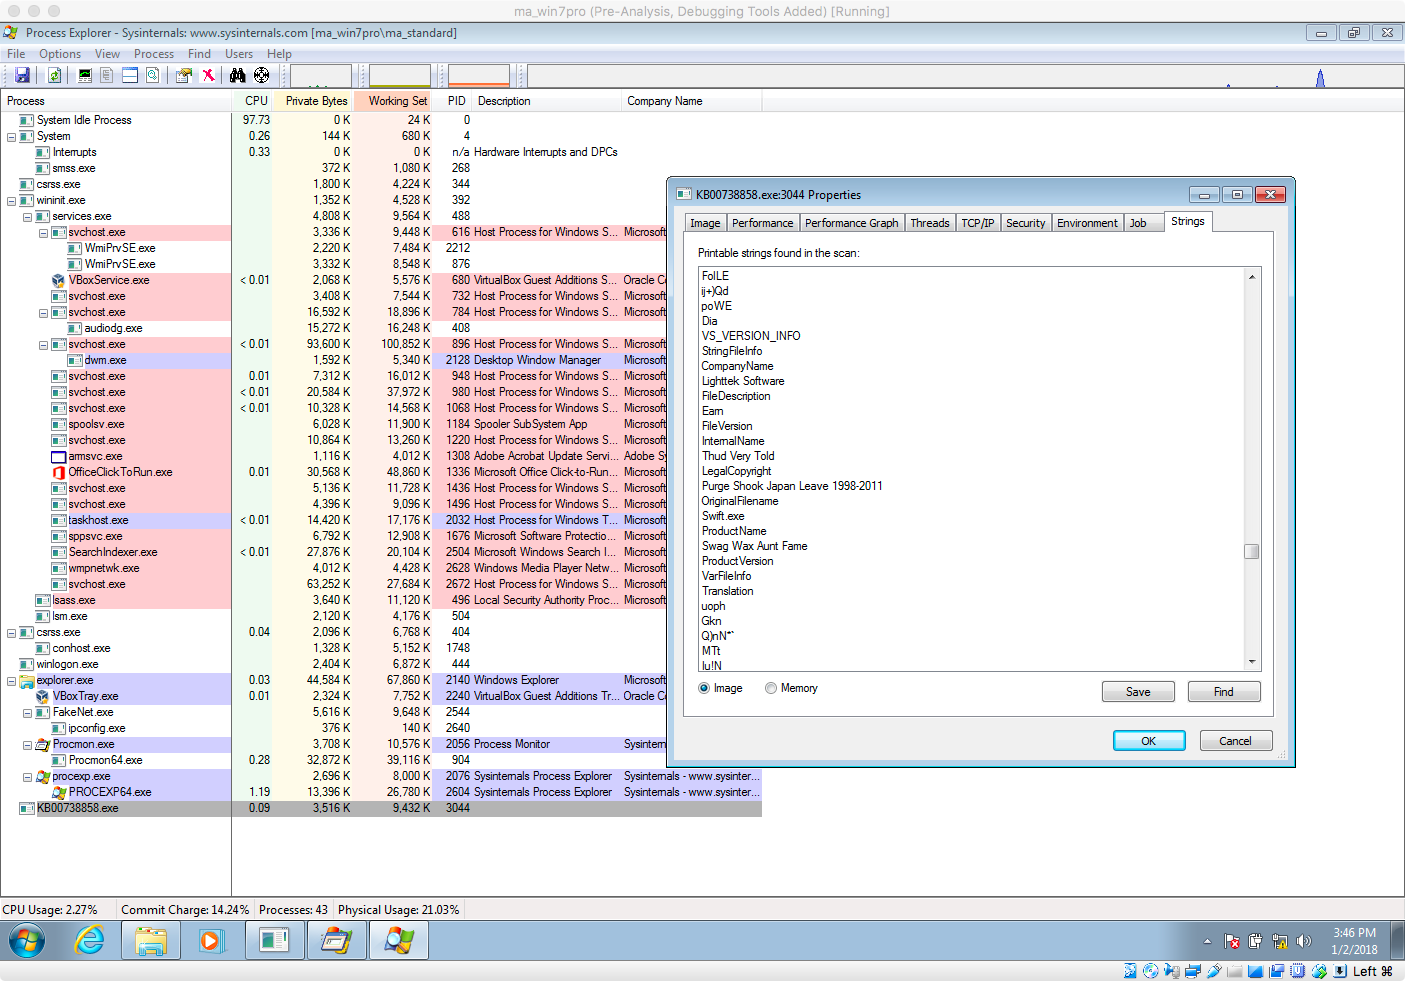 ma_win7pro (Pre-Analysis, Debugging Tools Added) [Running]
Process Explorer - Sysinternals: www.sysinternals.com [ma_win7pro\ma_standard]
File Options View Process Find Users Help
Process CPU Private Bytes Working Set PID Description Company Name
System Idle Process 97.73 0 K 24 K 0
System 0.26 144 K 680 K 4
Interrupts 0.33 0 K 0 K n/a Hardware Interrupts and DPCs
smss.exe 372 K 1,080 K 268
csrss.exe 1,800 K 4,224 K 344
wininit.exe 1,352 K 4,528 K 392
services.exe 4,808 K 9,564 K 488
svchost.exe 3,336 K 9,448 K 616 Host Process for Windows S... Microsoft
WmiPrvSE.exe 2,220 K 7,484 K 2212
WmiPrvSE.exe 3,332 K 8,548 K 876
VBoxService.exe < 0.01 2,068 K 5,576 K 680 VirtualBox Guest Additions S... Oracle Co
svchost.exe 3,408 K 7,544 K 732 Host Process for Windows S... Microsoft
svchost.exe 16,592 K 18,896 K 784 Host Process for Windows S... Microsoft
audiodg.exe 15,272 K 16,248 K 408
svchost.exe < 0.01 93,600 K 100,852 K 896 Host Process for Windows S... Microsoft
dwm.exe 1,592 K 5,340 K 2128 Desktop Window Manager Microsoft
svchost.exe 0.01 7,312 K 16,012 K 948 Host Process for Windows S... Microsoft
svchost.exe < 0.01 20,584 K 37,972 K 980 Host Process for Windows S... Microsoft
svchost.exe < 0.01 10,328 K 14,568 K 1068 Host Process for Windows S... Microsoft
spoolsv.exe 6,028 K 11,900 K 1184 Spooler SubSystem App Microsoft
svchost.exe 10,864 K 13,260 K 1220 Host Process for Windows S... Microsoft
armsvc.exe 1,116 K 4,012 K 1308 Adobe Acrobat Update Servi... Adobe Sy
OfficeClickToRun.exe 0.01 30,568 K 48,860 K 1336 Microsoft Office Click-to-Run... Microsoft
svchost.exe 5,136 K 11,728 K 1436 Host Process for Windows S... Microsoft
svchost.exe 4,396 K 9,096 K 1496 Host Process for Windows S... Microsoft
taskhost.exe < 0.01 14,420 K 17,176 K 2032 Host Process for Windows T... Microsoft
sppsvc.exe 6,792 K 12,908 K 1676 Microsoft Software Protectio... Microsoft
SearchIndexer.exe < 0.01 27,876 K 20,104 K 2504 Microsoft Windows Search I... Microsoft
wmpnetwk.exe 4,012 K 4,428 K 2628 Windows Media Player Netw... Microsoft
svchost.exe 63,252 K 27,684 K 2672 Host Process for Windows S... Microsoft
lsass.exe 3,640 K 11,120 K 496 Local Security Authority Proc... Microsoft
lsm.exe 2,120 K 4,176 K 504
csrss.exe 0.04 2,096 K 6,768 K 404
conhost.exe 1,328 K 5,152 K 1748
winlogon.exe 2,404 K 6,872 K 444
explorer.exe 0.03 44,584 K 67,860 K 2140 Windows Explorer Microsoft
VBoxTray.exe 0.01 2,324 K 7,752 K 2240 VirtualBox Guest Additions Tr... Oracle Co
FakeNet.exe 5,616 K 9,648 K 2544
ipconfig.exe 376 K 140 K 2640
Procmon.exe 3,708 K 10,576 K 2056 Process Monitor Sysintern
Procmon64.exe 0.28 32,872 K 39,116 K 904
procexp.exe 2,696 K 8,000 K 2076 Sysinternals Process Explorer Sysinternals - www.sysinter...
PROCEXP64.exe 1.19 13,396 K 26,780 K 2604 Sysinternals Process Explorer Sysinternals - www.sysinter...
KB00738858.exe 0.09 3,516 K 9,432 K 3044
KB00738858.exe:3044 Properties
Image Performance Performance Graph Threads TCP/IP Security Environment Job Strings
Printable strings found in the scan:
FolLE
ij+)Qd
poWE
Dia
VS_VERSION_INFO
StringFileInfo
CompanyName
Lighttek Software
FileDescription
Earn
FileVersion
InternalName
Thud Very Told
LegalCopyright
Purge Shook Japan Leave 1998-2011
OriginalFilename
Swift.exe
ProductName
Swag Wax Aunt Fame
ProductVersion
VarFileInfo
Translation
uoph
Gkn
Q)nN*`
MTt
lu!N
Image Memory Save Find
OK Cancel
CPU Usage: 2.27% Commit Charge: 14.24% Processes: 43 Physical Usage: 21.03%
3:46 PM
1/2/2018
Left ⌘